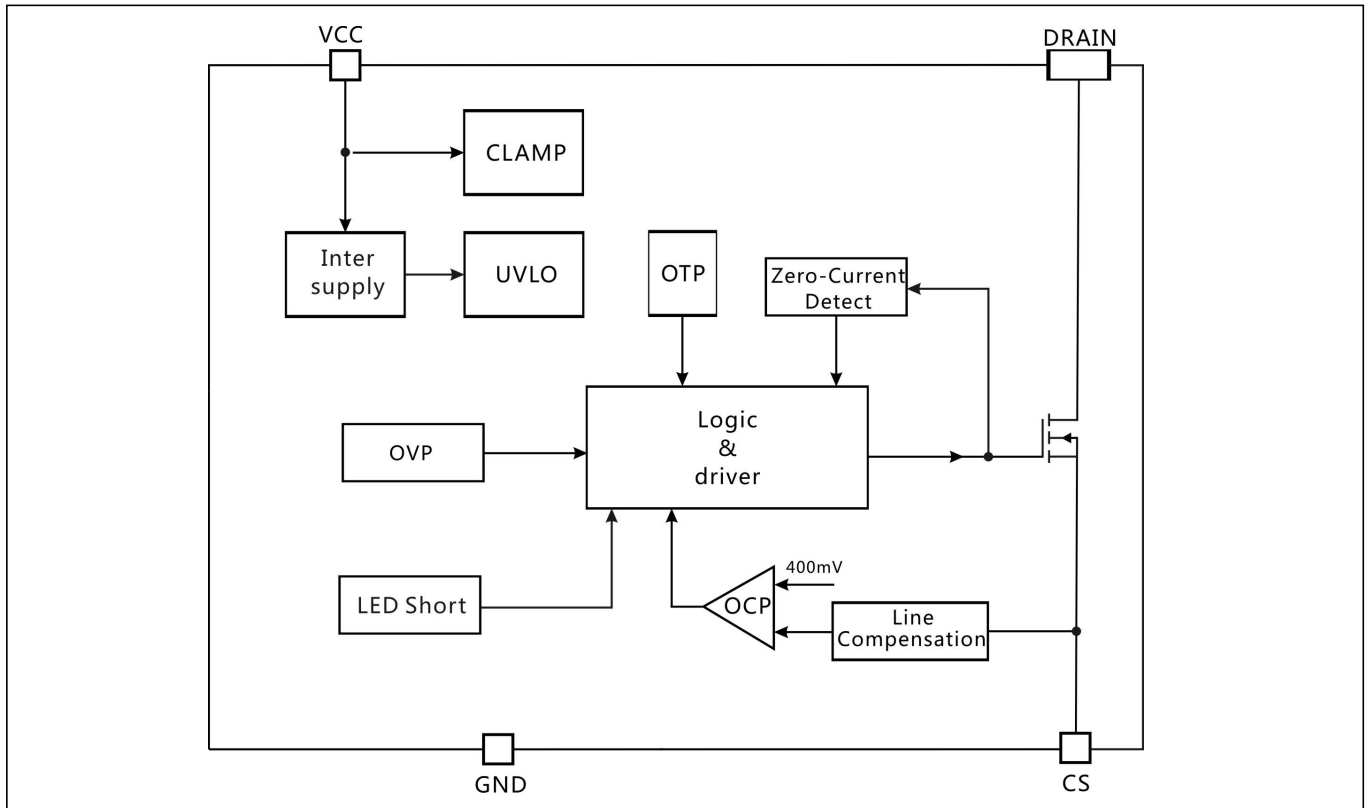 VCC
DRAIN
CLAMP
Inter
supply
UVLO
OTP
Zero-Current
Detect
Logic
&
driver
OVP
400mV
LED Short
OCP
Line
Compensation
GND
CS